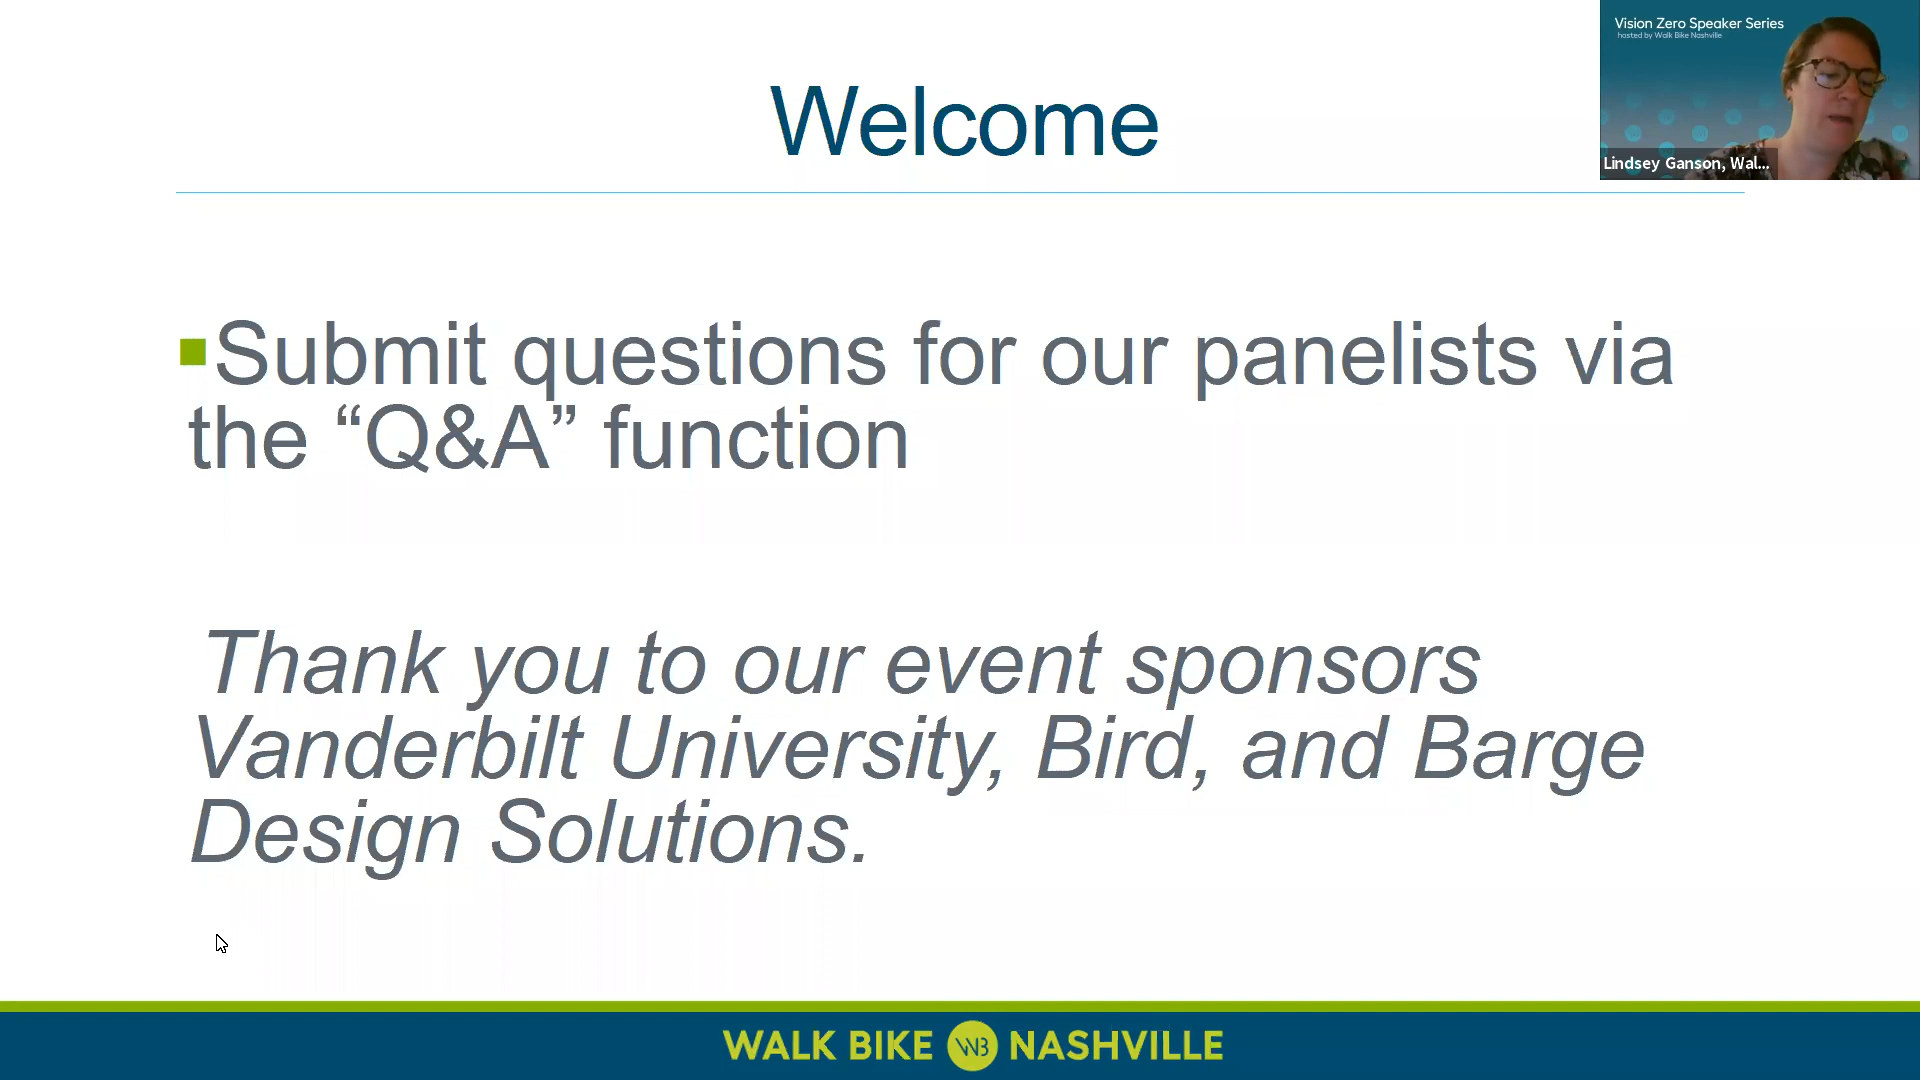 Vision Zero Speaker Series
hosted by Walk Bike Nashville
Lindsey Ganson, Wal...
Welcome
▪Submit questions for our panelists via
the “Q&A” function
Thank you to our event sponsors
Vanderbilt University, Bird, and Barge
Design Solutions.
WALK BIKE WB NASHVILLE